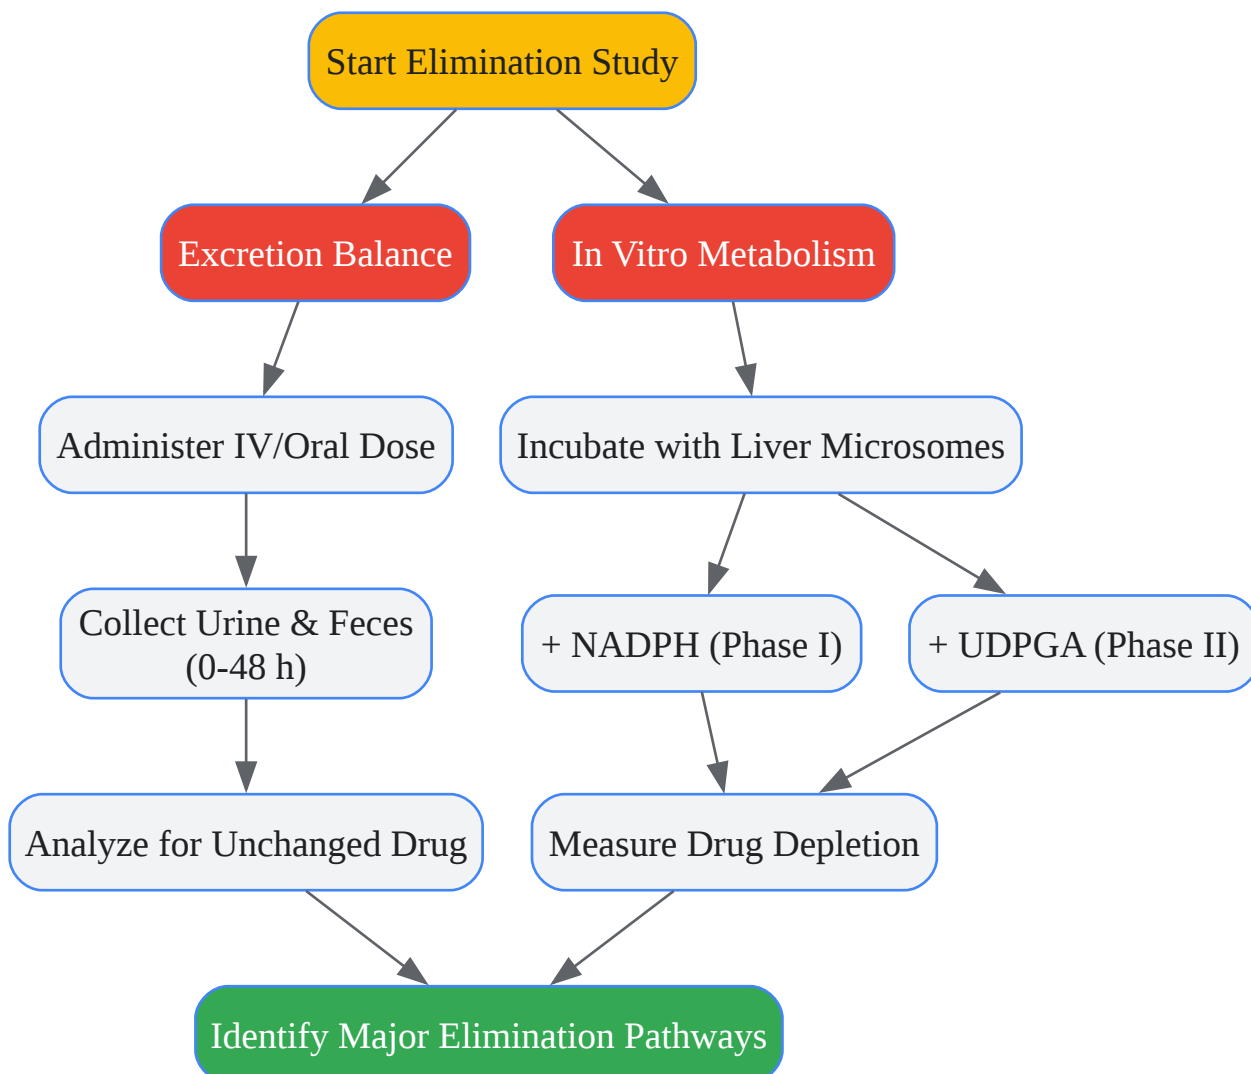 Start Elimination Study
Excretion Balance
In Vitro Metabolism
Administer IV/Oral Dose
Incubate with Liver Microsomes
Collect Urine & Feces
(0-48 h)
+ NADPH (Phase I)
+ UDPGA (Phase II)
Analyze for Unchanged Drug
Measure Drug Depletion
Identify Major Elimination Pathways